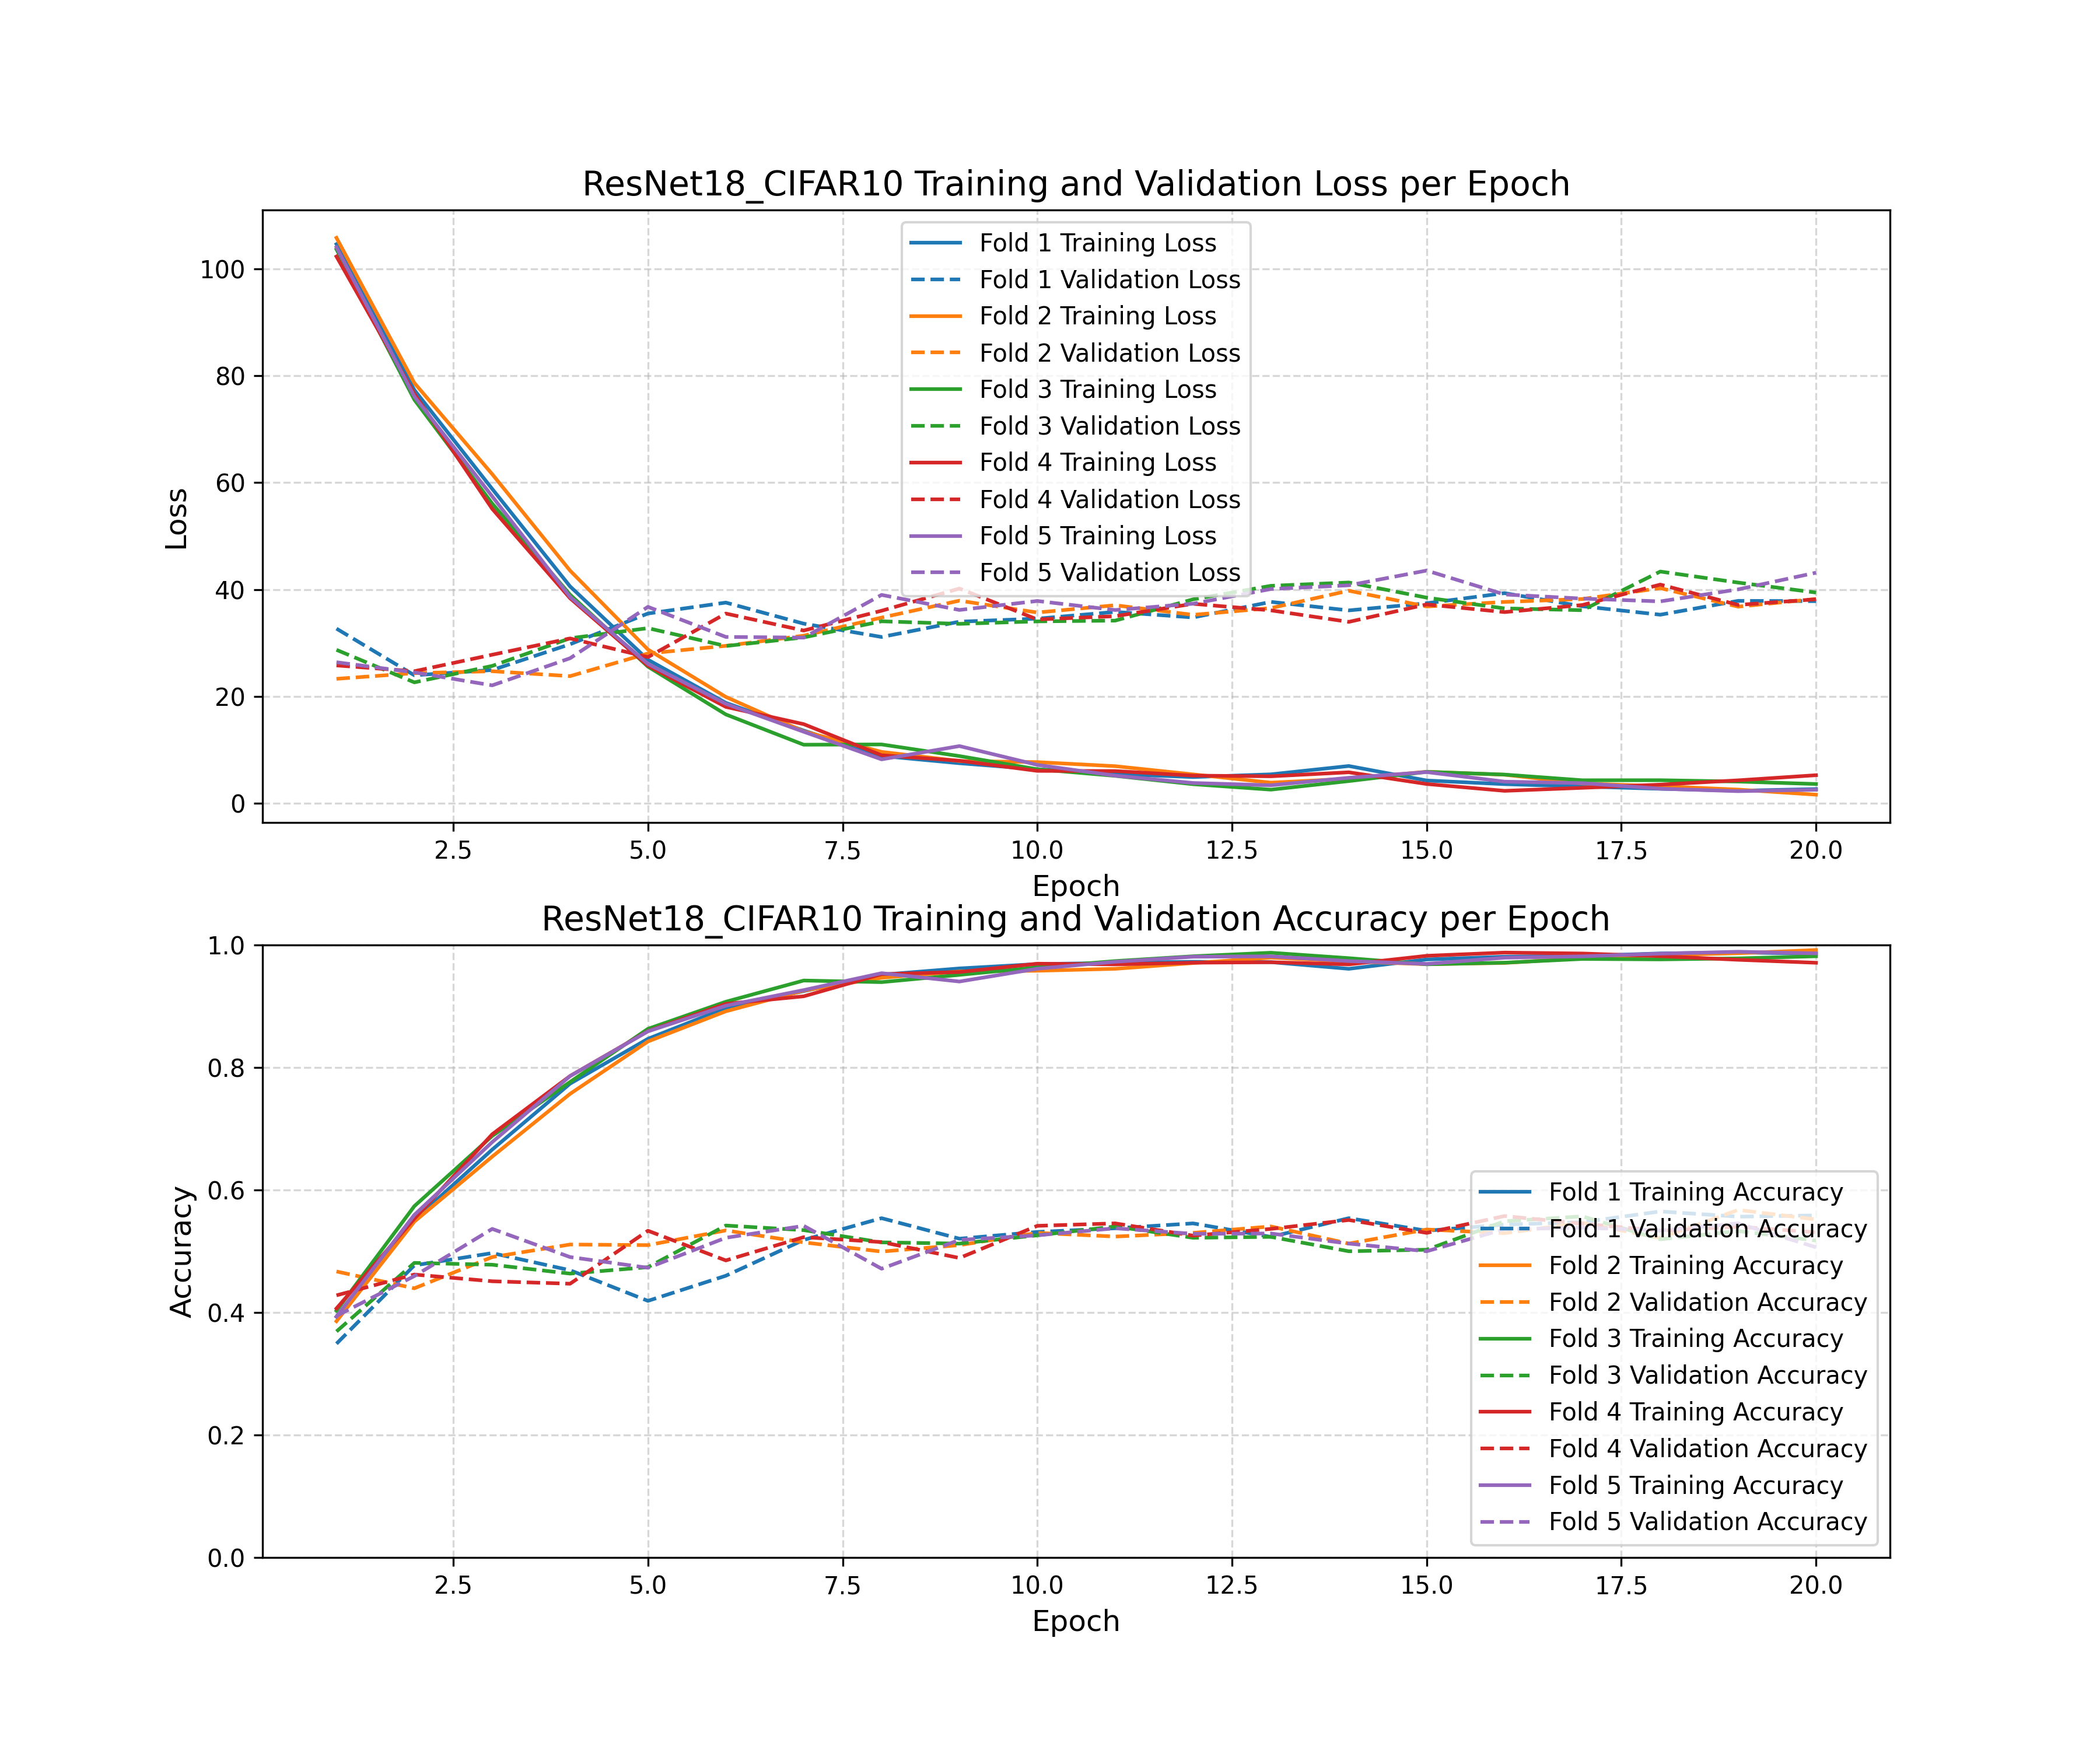 ResNet18_CIFAR10 Training and Validation Loss per Epoch
Loss
100
80
60
40
20
0
Fold 1 Training Loss
Fold 1 Validation Loss
Fold 2 Training Loss
Fold 2 Validation Loss
Fold 3 Training Loss
Fold 3 Validation Loss
Fold 4 Training Loss
Fold 4 Validation Loss
Fold 5 Training Loss
Fold 5 Validation Loss
2.5 5.0 7.5 10.0 12.5 15.0 17.5 20.0
Epoch
ResNet18_CIFAR10 Training and Validation Accuracy per Epoch
Accuracy
1.0
0.8
0.6
0.4
0.2
0.0
Fold 1 Training Accuracy
Fold 1 Validation Accuracy
Fold 2 Training Accuracy
Fold 2 Validation Accuracy
Fold 3 Training Accuracy
Fold 3 Validation Accuracy
Fold 4 Training Accuracy
Fold 4 Validation Accuracy
Fold 5 Training Accuracy
Fold 5 Validation Accuracy
2.5 5.0 7.5 10.0 12.5 15.0 17.5 20.0
Epoch